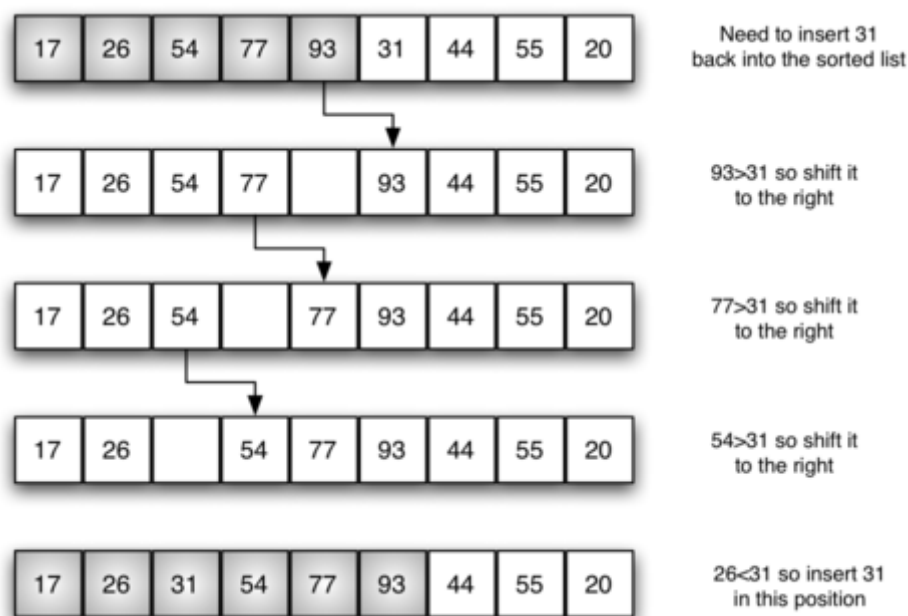 17 26 54 77 93 31 44 55 20
Need to insert 31
back into the sorted list
17 26 54 77 93 44 55 20
93>31 so shift it
to the right
17 26 54 77 93 44 55 20
77>31 so shift it
to the right
17 26 54 77 93 44 55 20
54>31 so shift it
to the right
17 26 31 54 77 93 44 55 20
26<31 so insert 31
in this position